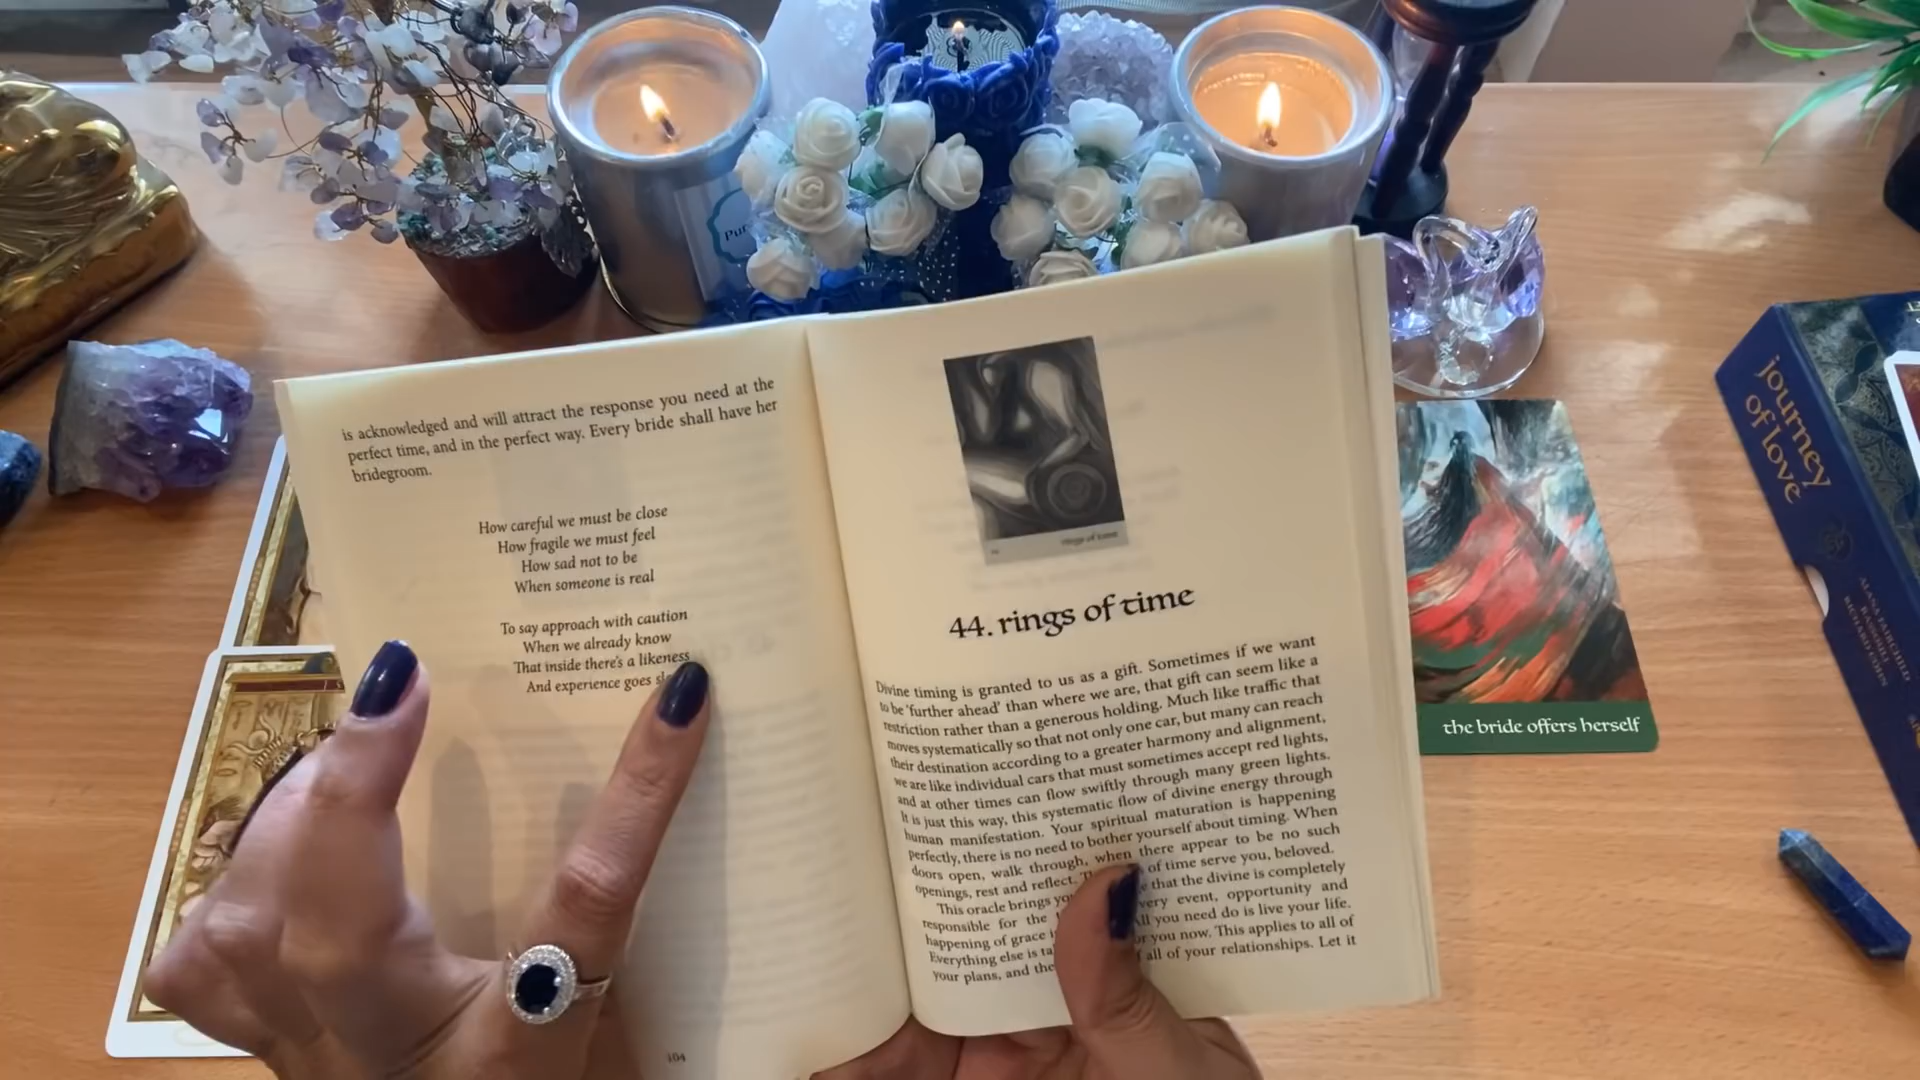 is acknowledged and will attract the response you need at the
perfect time, and in the perfect way. Every bride shall have her
bridegroom.
How careful we must be close
How fragile we must feel
How sad not to be
When someone is real
To say approach with caution
When we already know
That inside there's a likeness
And experience goes
104
rings of time
44. rings of time
Divine timing is granted to us as a gift. Sometimes if we want
to be 'further ahead' than where we are, that gift can seem like a
restriction rather than a generous holding. Much like traffic that
moves systematically so that not only one car, but many can reach
their destination according to a greater harmony and alignment,
we are like individual cars that must sometimes accept red lights,
and at other times can flow swiftly through many green lights.
It is just this way, this systematic flow of divine energy through
human manifestation. Your spiritual maturation is happening
perfectly, there is no need to bother yourself about timing. When
doors open, walk through, when there appear to be no such
openings, rest and reflect. of time serve you, beloved.
This oracle brings that the divine is completely
responsible for the very event, opportunity and
happening of grace All you need do is live your life.
Everything else is you now. This applies to all of
your plans, and the all of your relationships. Let it
the bride offers herself
journey
of love
ALANA FAIRCHILD
RASSOULI
RICHARD COHN
Pur